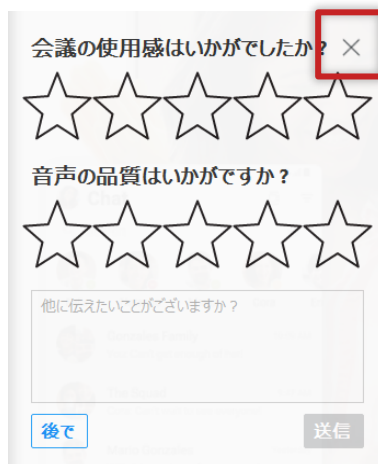 会議の使用感はいかがでしたか？
音声の品質はいかがですか？
Chat
他に伝えたいことがございますか？
後で
送信